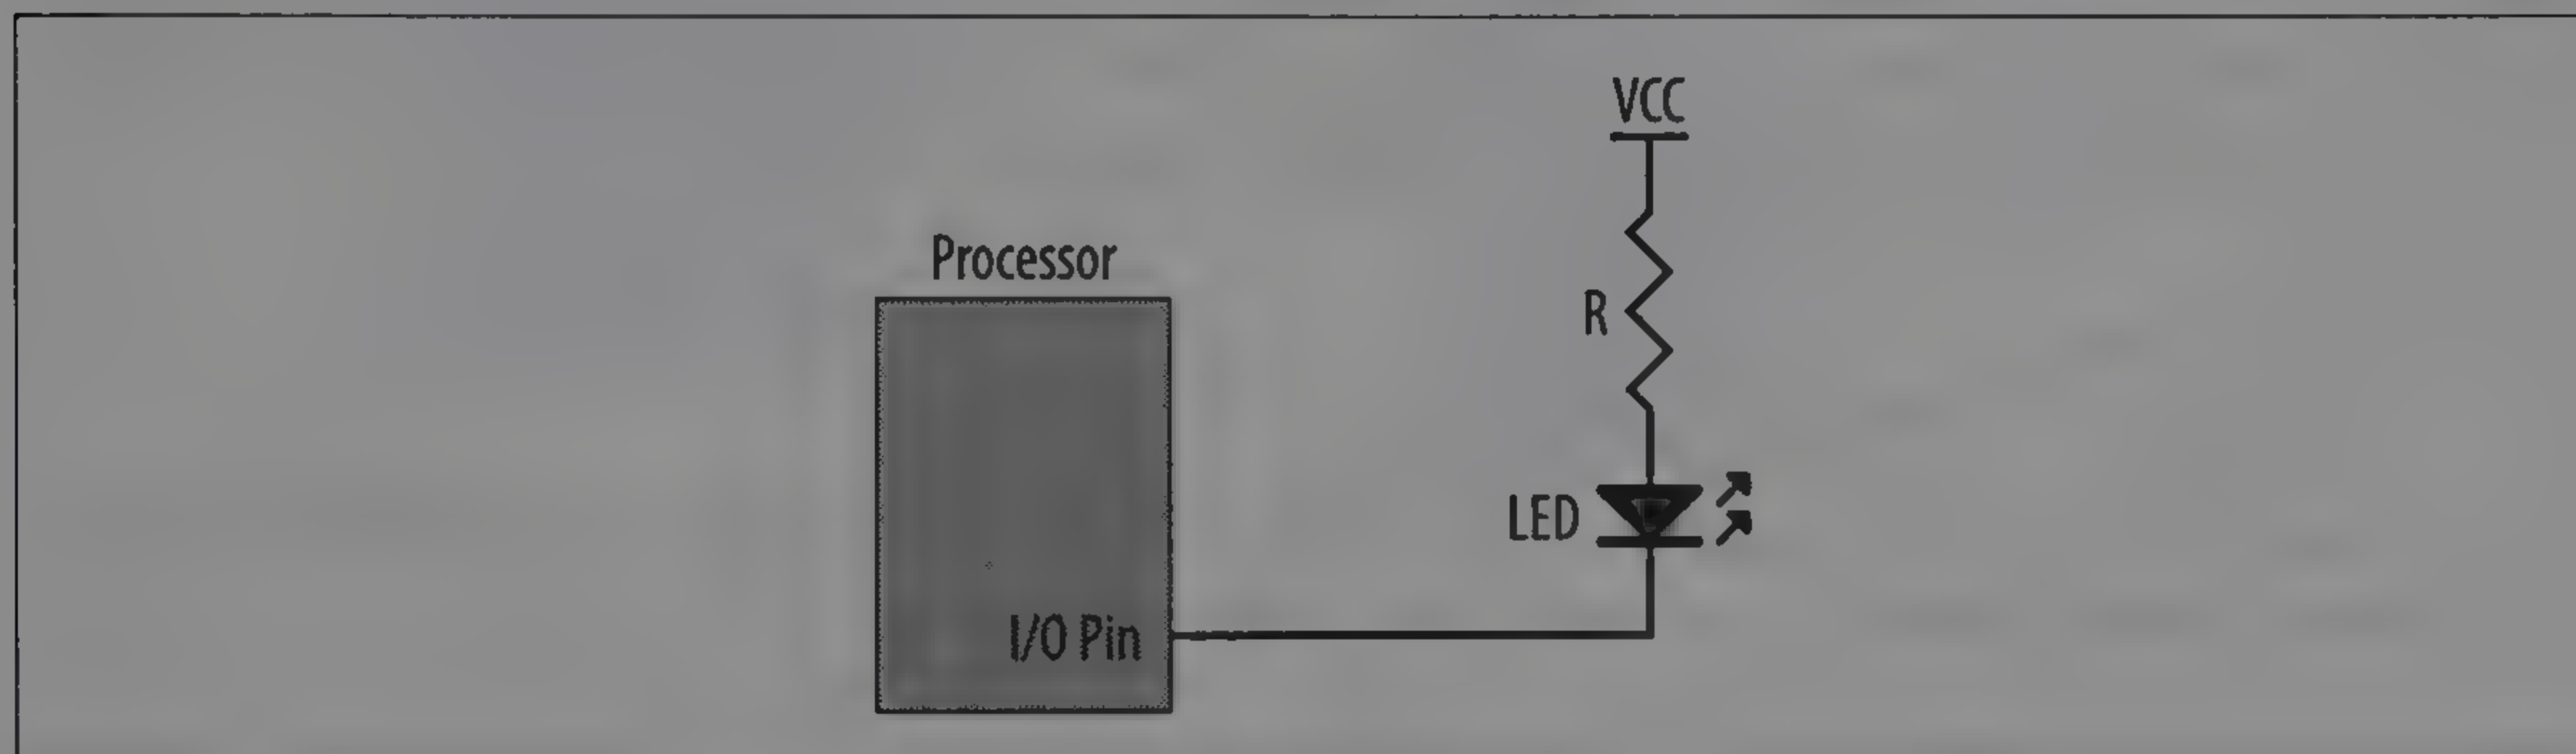 VCC
Processor
R
LED
I/O Pin